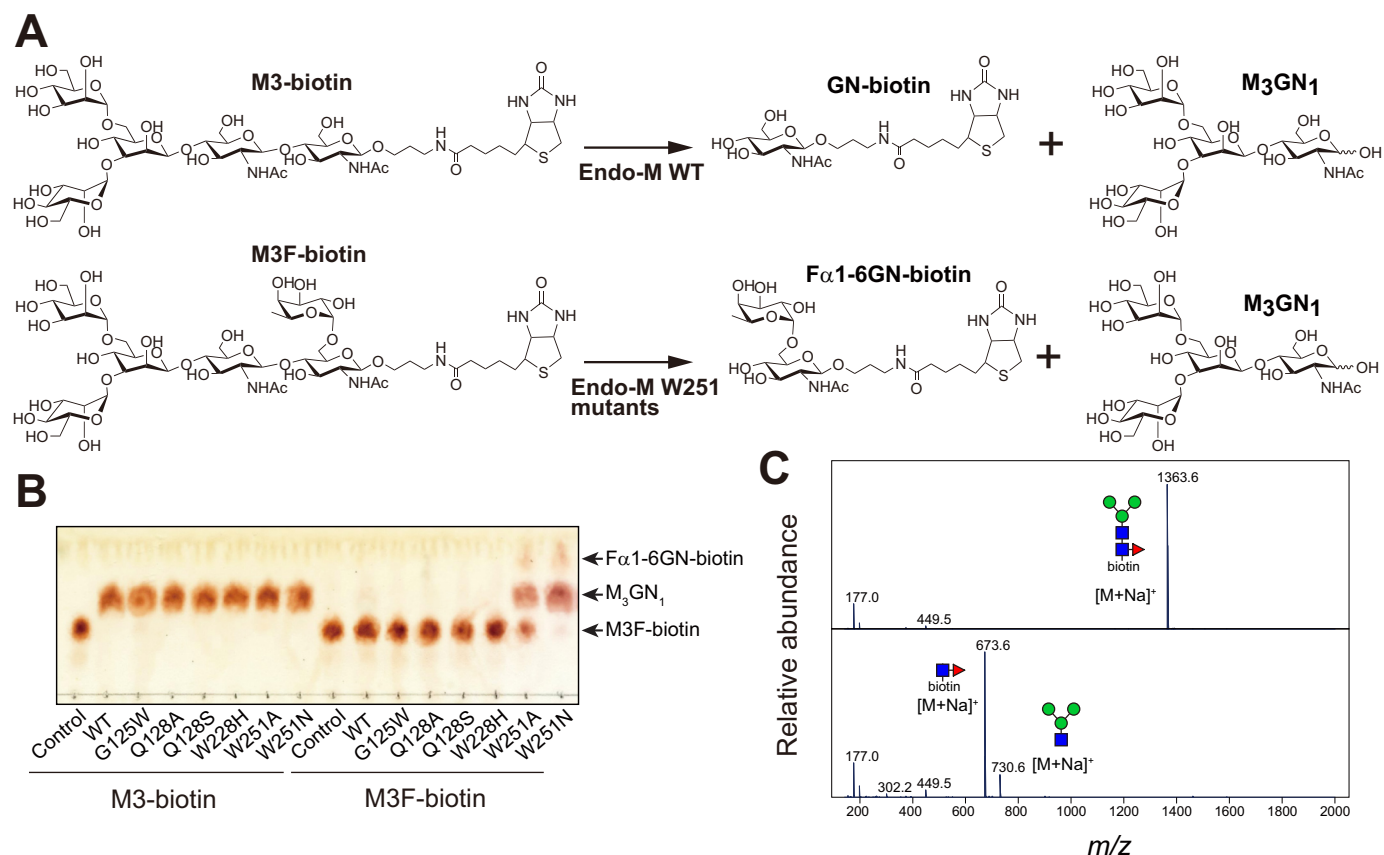 A
M3-biotin
GN-biotin
M₃GN₁
Endo-M WT
+
M3F-biotin
Fα1-6GN-biotin
M₃GN₁
Endo-M W251
mutants
+
OH
HO
O
NHAc
HN
NH
H
N
S
B
Fα1-6GN-biotin
M₃GN₁
M3F-biotin
Control
WT
G125W
Q128A
Q128S
W228H
W251A
W251N
Control
WT
G125W
Q128A
Q128S
W228H
W251A
W251N
M3-biotin
M3F-biotin
C
Relative abundance
1363.6
biotin
[M+Na]⁺
177.0
449.5
673.6
biotin
[M+Na]⁺
[M+Na]⁺
177.0
302.2
449.5
730.6
200 400 600 800 1000 1200 1400 1600 1800 2000
m/z